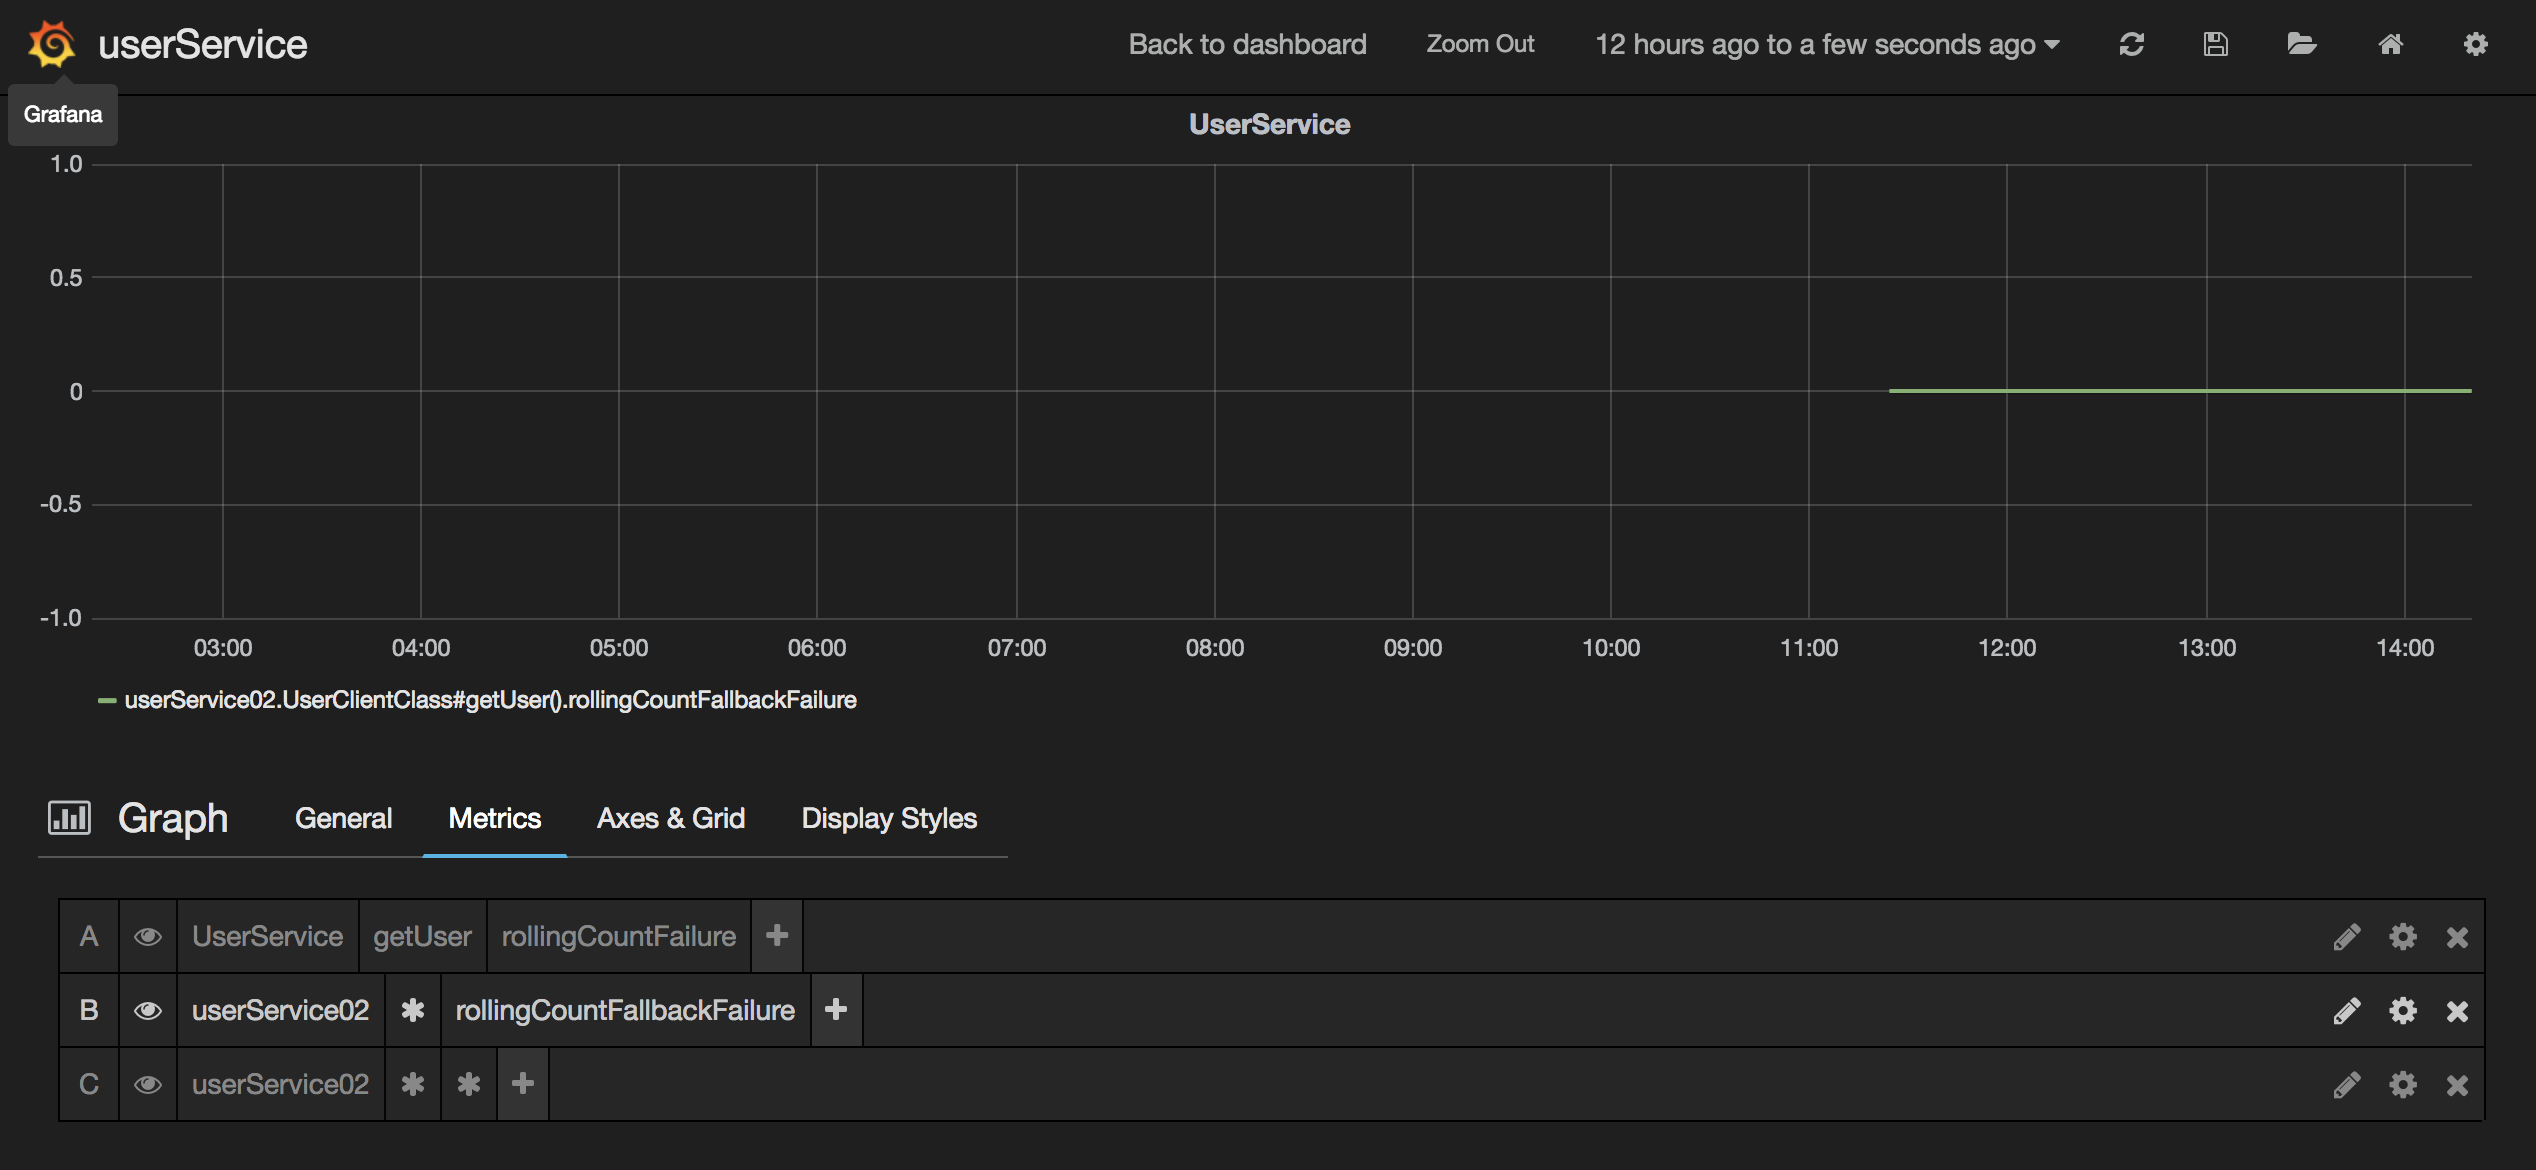 userService Back to dashboard Zoom Out 12 hours ago to a few seconds ago
Grafana
UserService
1.0
0.5
0
-0.5
-1.0
03:00 04:00 05:00 06:00 07:00 08:00 09:00 10:00 11:00 12:00 13:00 14:00
userService02.UserClientClass#getUser().rollingCountFallbackFailure
Graph General Metrics Axes & Grid Display Styles
A UserService getUser rollingCountFailure +
B userService02 * rollingCountFallbackFailure +
C userService02 * * +